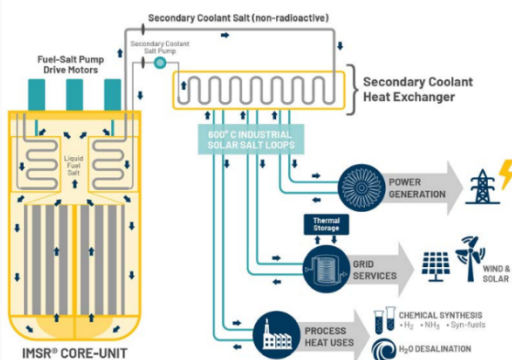 Secondary Coolant Salt (non-radioactive)
Secondary Coolant
Salt Pump
Fuel-Salt Pump
Drive Motors
Secondary Coolant
Heat Exchanger
Liquid
Fuel
Salt
600° C INDUSTRIAL
SOLAR SALT LOOPS
POWER
GENERATION
Thermal
Storage
GRID
SERVICES
WIND &
SOLAR
PROCESS
HEAT USES
CHEMICAL SYNTHESIS
• H₂ • NH₃ • Syn-fuels
H₂O DESALINATION
IMSR® CORE-UNIT